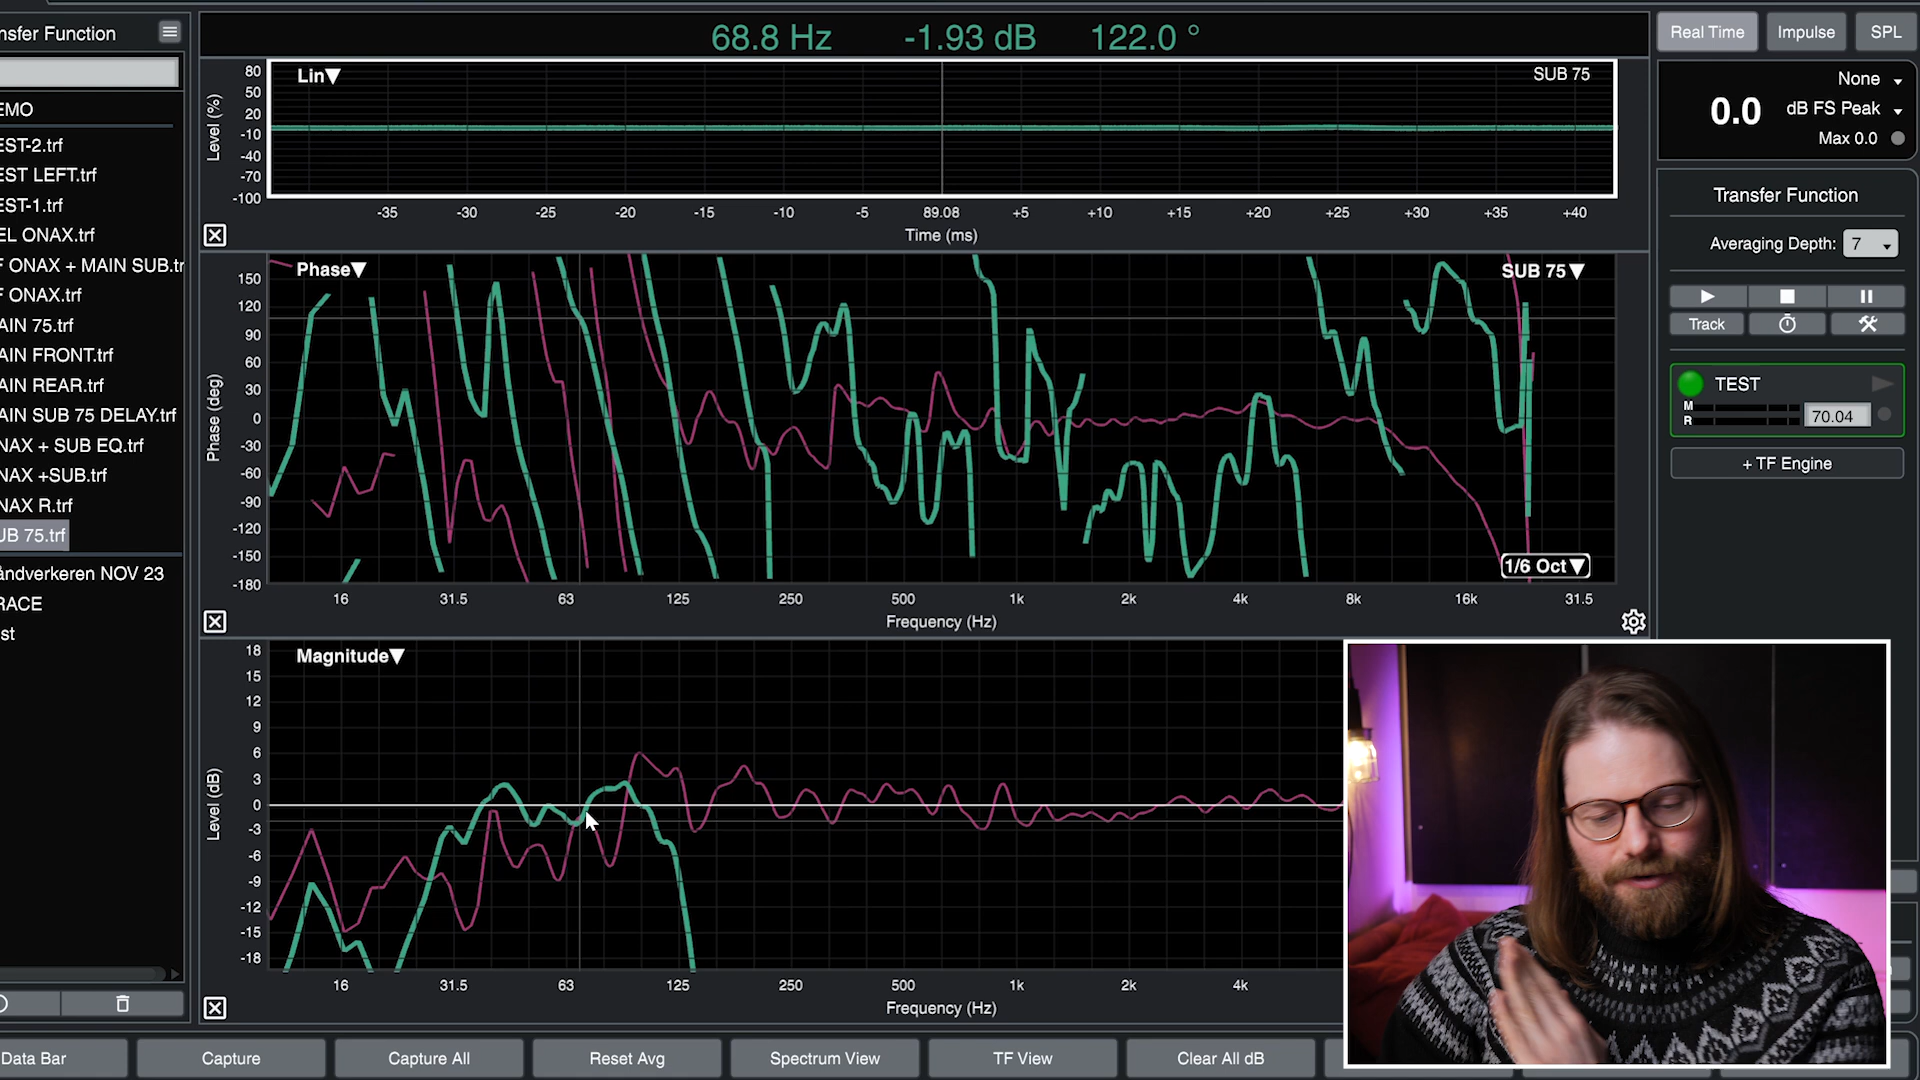 nsfer Function
EMO
EST-2.trf
EST LEFT.trf
EST-1.trf
EL ONAX.trf
F ONAX + MAIN SUB.tr
F ONAX.trf
AIN 75.trf
AIN FRONT.trf
AIN REAR.trf
AIN SUB 75 DELAY.trf
NAX + SUB EQ.trf
NAX +SUB.trf
NAX R.trf
UB 75.trf
åndverkeren NOV 23
RACE
st
68.8 Hz -1.93 dB 122.0 °
Lin
SUB 75
Level (%)
80
50
20
-10
-40
-70
-100
-35 -30 -25 -20 -15 -10 -5 89.08 +5 +10 +15 +20 +25 +30 +35 +40
Time (ms)
Phase
SUB 75
Phase (deg)
150
120
90
60
30
0
-30
-60
-90
-120
-150
-180
1/6 Oct
16 31.5 63 125 250 500 1k 2k 4k 8k 16k 31.5
Frequency (Hz)
Magnitude
Level (dB)
18
15
12
9
6
3
0
-3
-6
-9
-12
-15
-18
16 31.5 63 125 250 500 1k 2k 4k
Frequency (Hz)
Real Time Impulse SPL
None
0.0 dB FS Peak
Max 0.0
Transfer Function
Averaging Depth: 7
Track
TEST
M
R
70.04
+ TF Engine
Data Bar Capture Capture All Reset Avg Spectrum View TF View Clear All dB